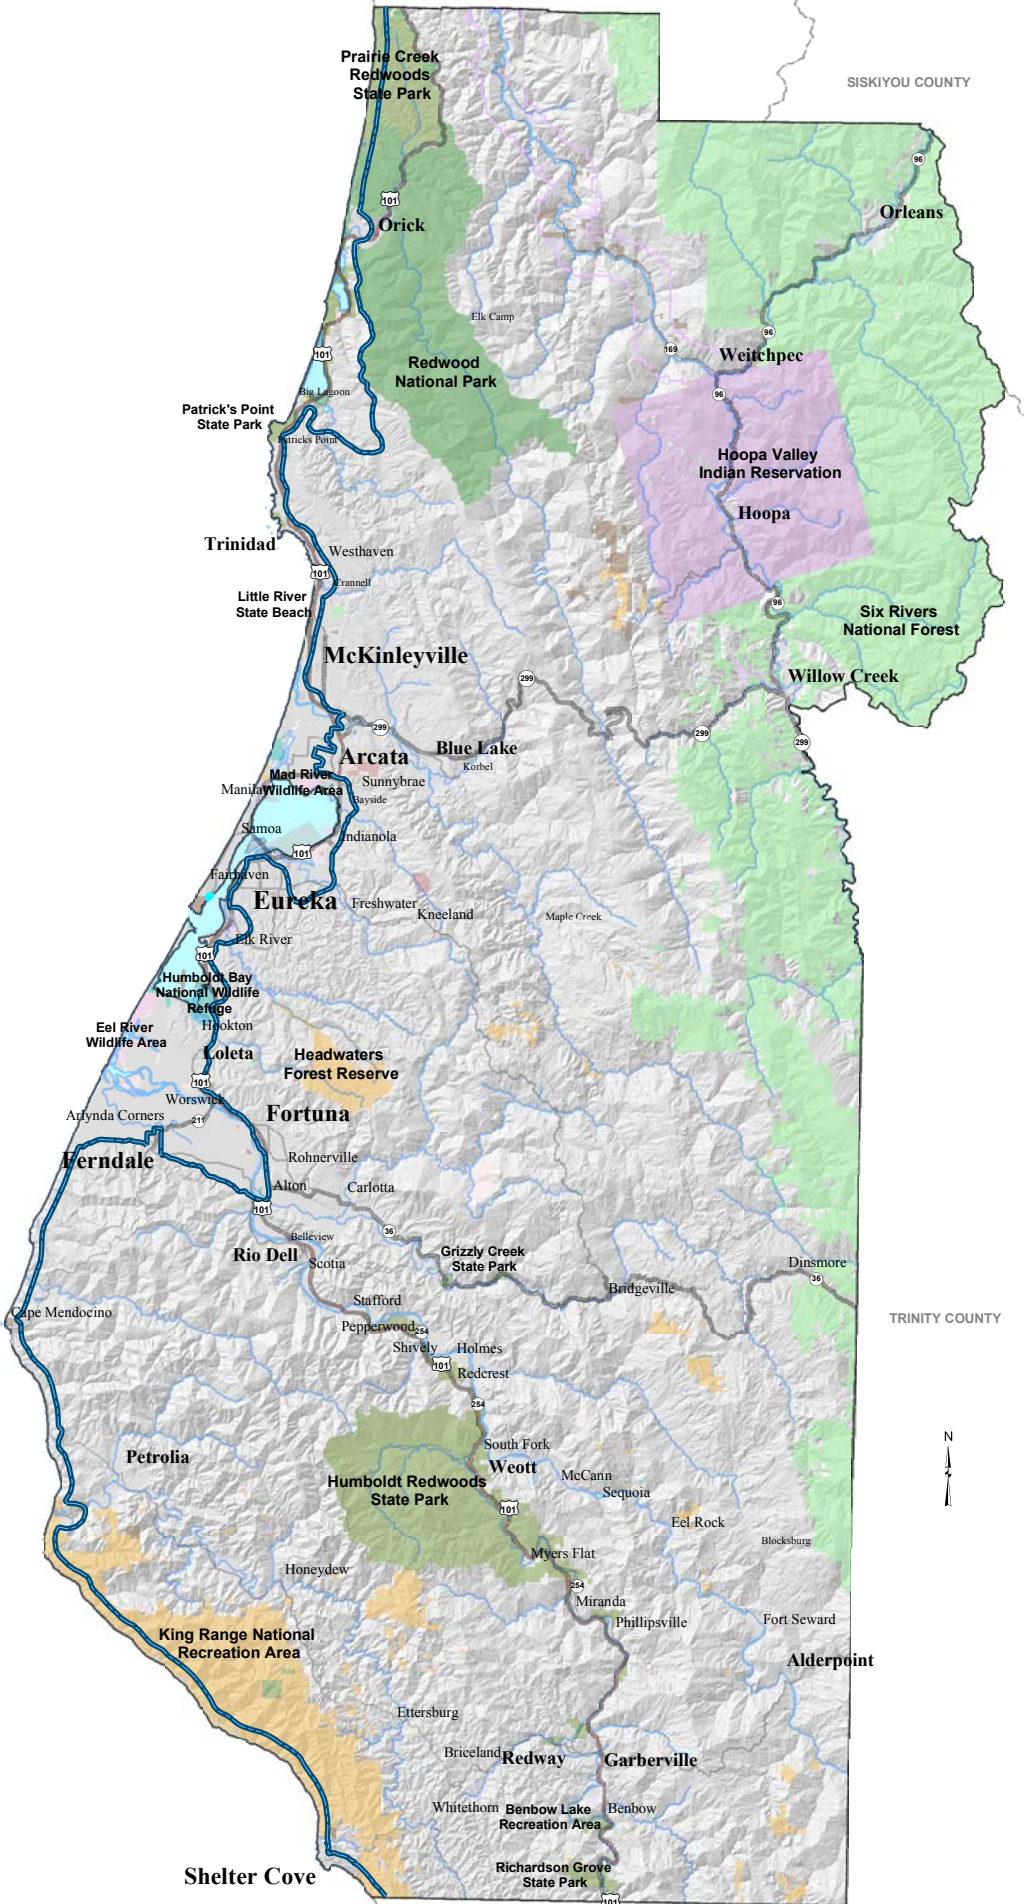 Prairie Creek
Redwoods
State Park
SISKIYOU COUNTY
96
Orleans
101
Orick
Elk Camp
96
169
Weitchpec
101
Redwood
National Park
96
Big Lagoon
Patrick's Point
State Park
Patricks Point
Hoopa Valley
Indian Reservation
Hoopa
Trinidad
Westhaven
101
Crannell
Little River
State Beach
96
Six Rivers
National Forest
McKinleyville
299
Willow Creek
299
299
299
Arcata
Blue Lake
Korbel
Mad River
Wildlife Area
Manila
Sunnybrae
Bayside
Samoa
Indianola
101
Fairhaven
Eureka
Freshwater
Kneeland
Maple Creek
Elk River
101
Humboldt Bay
National Wildlife
Refuge
Eel River
Wildlife Area
Hookton
Loleta
Headwaters
Forest Reserve
101
Worswick
Arlynda Corners
211
Fortuna
Ferndale
Rohnerville
Alton
Carlotta
101
36
Belleview
Rio Dell
Scotia
Grizzly Creek
State Park
Dinsmore
36
Bridgeville
Stafford
Cape Mendocino
TRINITY COUNTY
Pepperwood
254
Shively
Holmes
101
Redcrest
254
N
South Fork
Petrolia
Weott
Humboldt Redwoods
State Park
McCann
Sequoia
101
Eel Rock
Blocksburg
Myers Flat
Honeydew
254
Miranda
Phillipsville
Fort Seward
King Range National
Recreation Area
Alderpoint
Ettersburg
Briceland
Redway
Garberville
Whitethorn
Benbow Lake
Recreation Area
Benbow
Shelter Cove
Richardson Grove
State Park
101